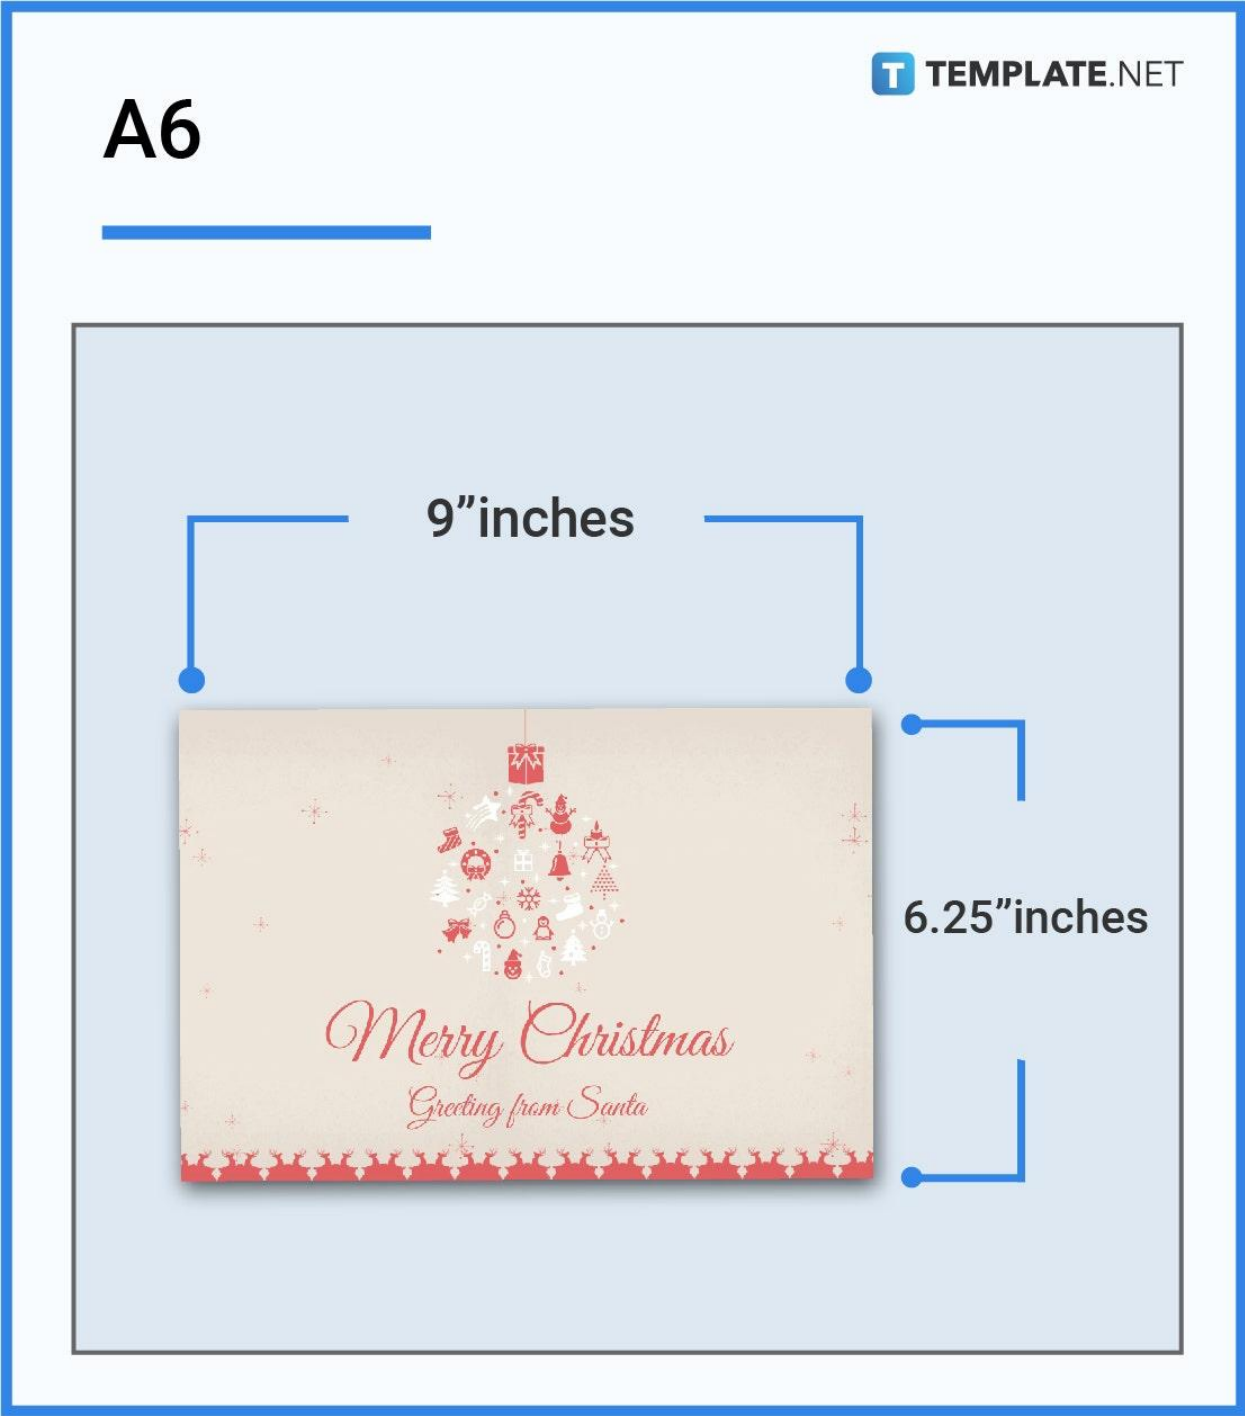 T TEMPLATE.NET
A6
9”inches
6.25”inches
Merry Christmas
Greeting from Santa